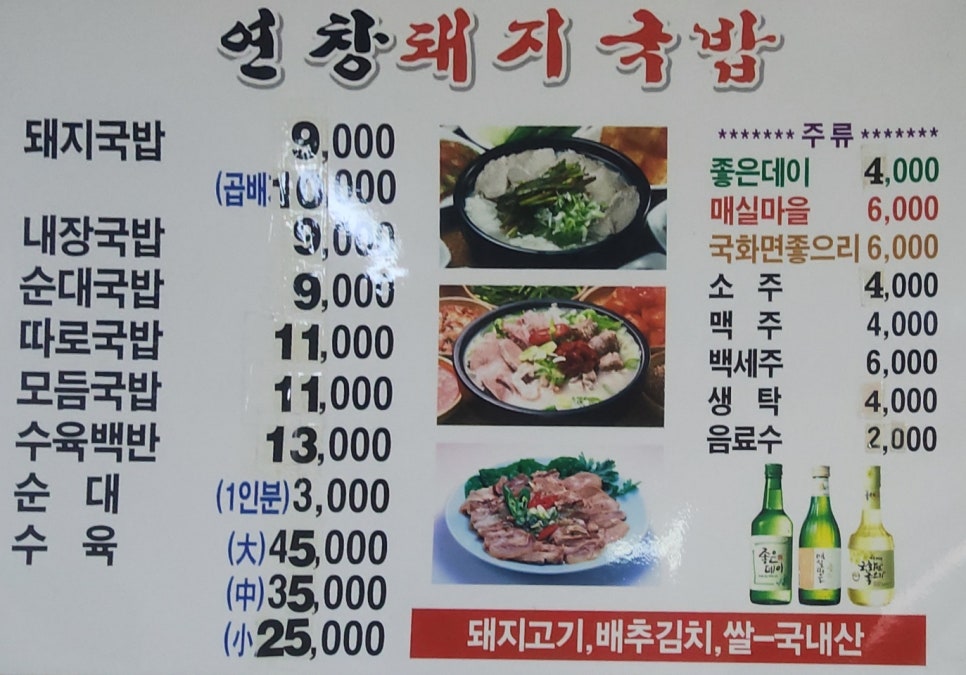 연창돼지국밥
돼지국밥 9,000
(곱배 10,000
내장국밥 9,000
순대국밥 9,000
따로국밥 11,000
모듬국밥 11,000
수육백반 13,000
순 대 (1인분)3,000
수 육 (大)45,000
(中)35,000
(小 25,000
******* 주류 *******
좋은데이 4,000
매실마을 6,000
국화면좋으리 6,000
소 주 4,000
맥 주 4,000
백세주 6,000
생 탁 4,000
음료수 2,000
좋은
데이
돼지고기,배추김치,쌀-국내산